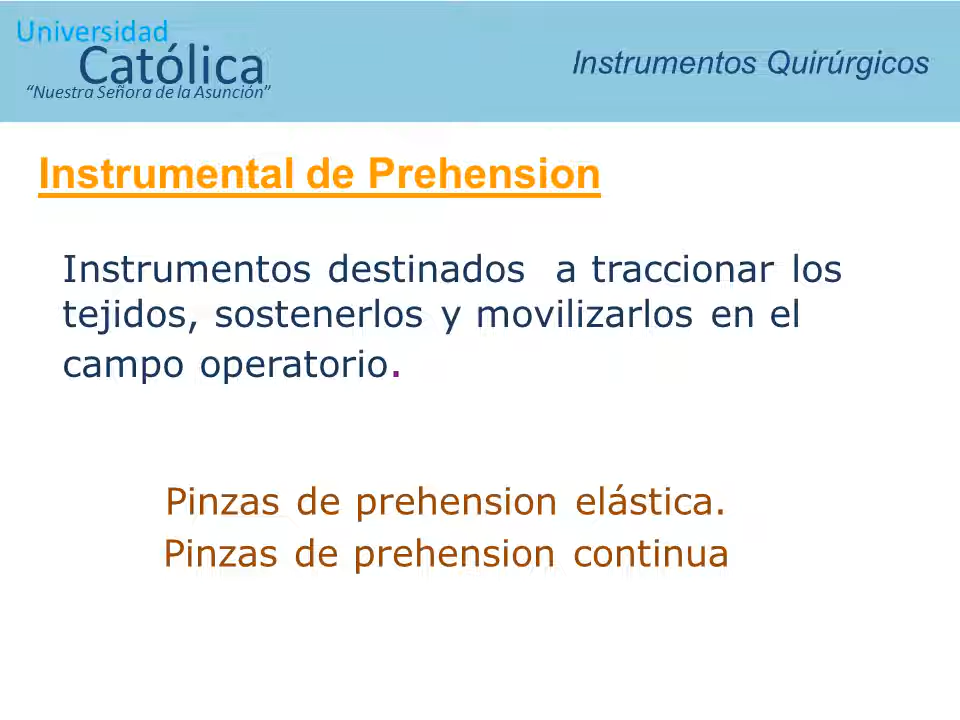 Universidad
Católica
“Nuestra Señora de la Asunción”
Instrumentos Quirúrgicos
Instrumental de Prehension
Instrumentos destinados  a traccionar los
tejidos, sostenerlos y movilizarlos en el
campo operatorio.
Pinzas de prehension elástica.
Pinzas de prehension continua